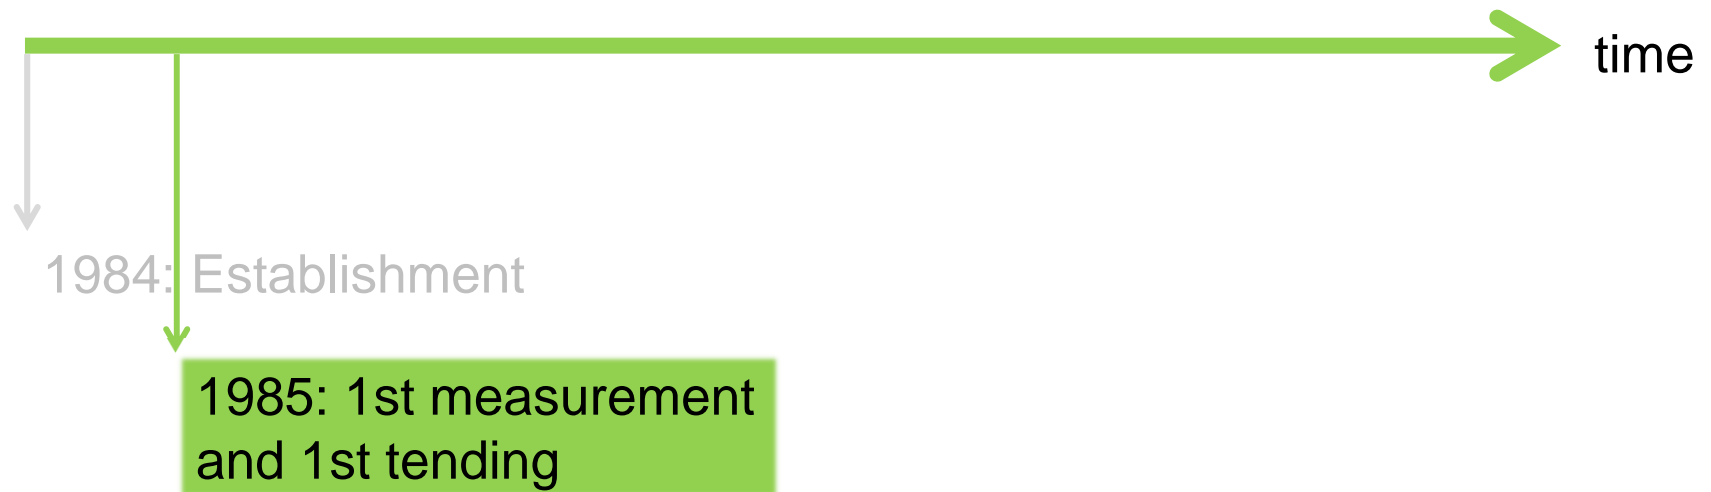 time
1984: Establishment
1985: 1st measurement
and 1st tending